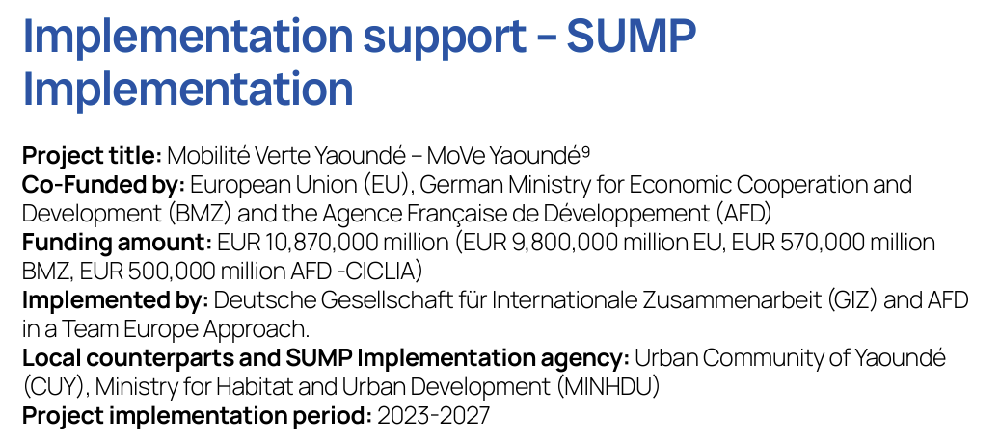 Implementation support – SUMP
Implementation
Project title: Mobilité Verte Yaoundé – MoVe Yaoundé⁹
Co-Funded by: European Union (EU), German Ministry for Economic Cooperation and
Development (BMZ) and the Agence Française de Développement (AFD)
Funding amount: EUR 10,870,000 million (EUR 9,800,000 million EU, EUR 570,000 million
BMZ, EUR 500,000 million AFD -CICLIA)
Implemented by: Deutsche Gesellschaft für Internationale Zusammenarbeit (GIZ) and AFD
in a Team Europe Approach.
Local counterparts and SUMP Implementation agency: Urban Community of Yaoundé
(CUY), Ministry for Habitat and Urban Development (MINHDU)
Project implementation period: 2023-2027